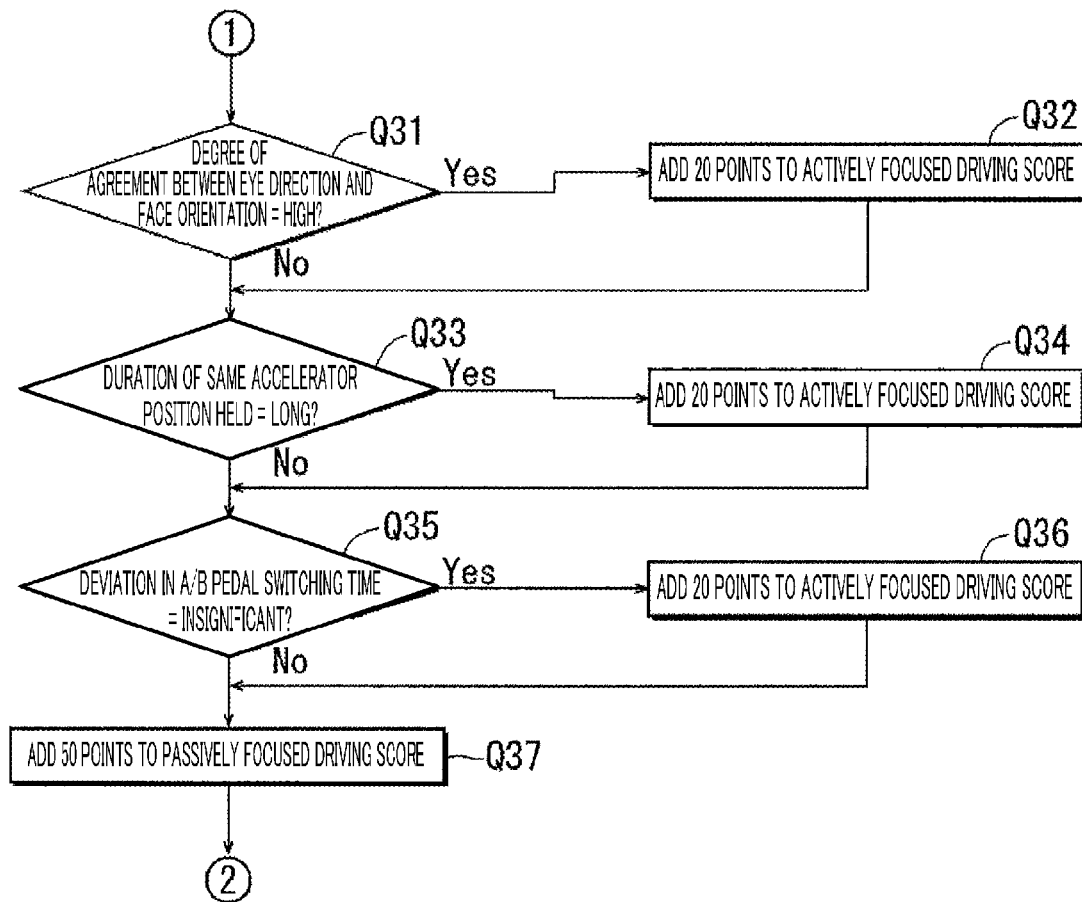 1
Q31
DEGREE OF
AGREEMENT BETWEEN EYE DIRECTION AND
FACE ORIENTATION = HIGH?
Yes
Q32
ADD 20 POINTS TO ACTIVELY FOCUSED DRIVING SCORE
No
Q33
DURATION OF SAME ACCELERATOR
POSITION HELD = LONG?
Yes
Q34
ADD 20 POINTS TO ACTIVELY FOCUSED DRIVING SCORE
No
Q35
DEVIATION IN A/B PEDAL SWITCHING TIME
= INSIGNIFICANT?
Yes
Q36
ADD 20 POINTS TO ACTIVELY FOCUSED DRIVING SCORE
No
ADD 50 POINTS TO PASSIVELY FOCUSED DRIVING SCORE
Q37
2